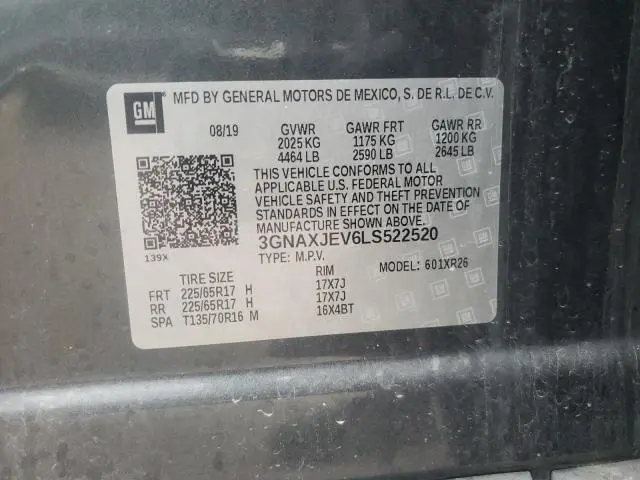 GM MFD BY GENERAL MOTORS DE MEXICO, S. DE R.L. DE C.V.
08/19 GVWR GAWR FRT GAWR RR
2025 KG 1175 KG 1200 KG
4464 LB 2590 LB 2645 LB
THIS VEHICLE CONFORMS TO ALL
APPLICABLE U.S. FEDERAL MOTOR
VEHICLE SAFETY AND THEFT PREVENTION
STANDARDS IN EFFECT ON THE DATE OF
MANUFACTURE SHOWN ABOVE.
3GNAXJEV6LS522520
139X TYPE: M.P.V. MODEL: 601XR26
TIRE SIZE RIM
FRT 225/65R17 H 17X7J
RR 225/65R17 H 17X7J
SPA T135/70R16 M 16X4BT